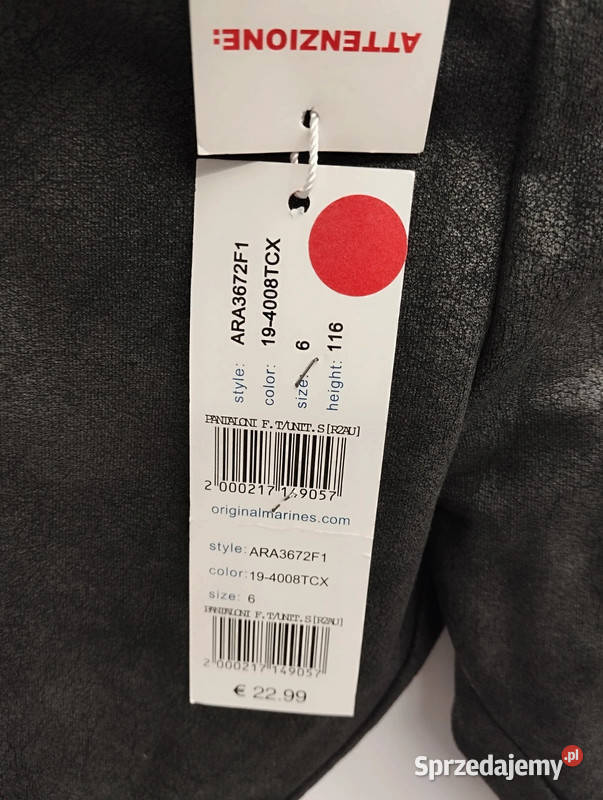 ATTENZIONE:
style: ARA3672F1
color: 19-4008TCX
size: 6
height: 116
PANTALONI F.T/UNIT.S[R2AU]
2 000217 149057
originalmarines.com
style: ARA3672F1
color: 19-4008TCX
size: 6
PANTALONI F.T/UNIT.S[R2AU]
2 000217 149057
€ 22.99
Sprzedajemy.pl